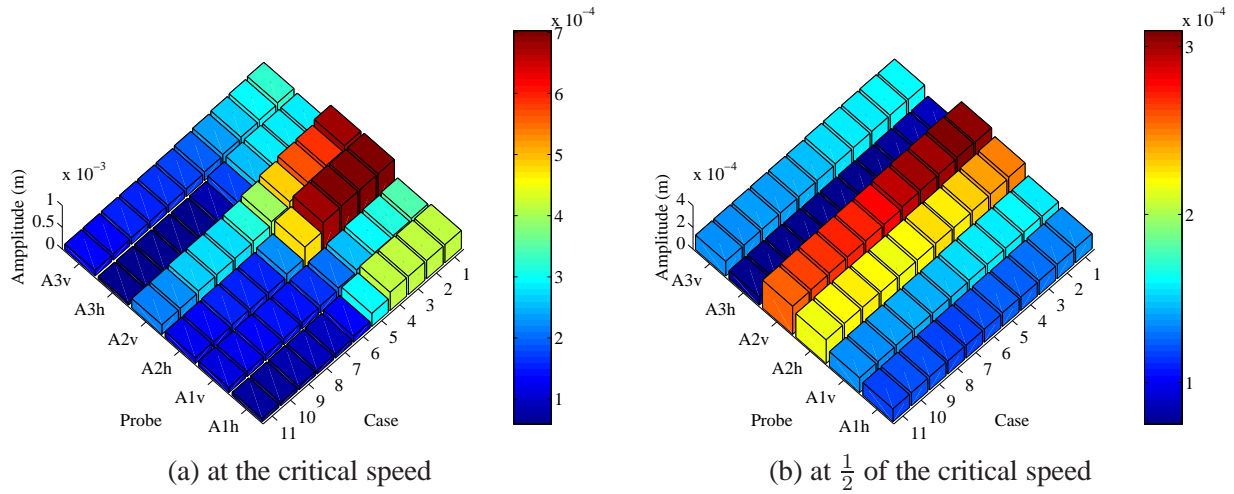 x 10⁻⁴
7
6
5
4
3
2
1
x 10⁻³
1
0.5
0
Amplitude (m)
A3v
A3h
A2v
A2h
A1v
A1h
Probe
1
2
3
4
5
6
7
8
9
10
11
Case
(a) at the critical speed
x 10⁻⁴
3
2
1
x 10⁻⁴
4
2
0
Amplitude (m)
A3v
A3h
A2v
A2h
A1v
A1h
Probe
1
2
3
4
5
6
7
8
9
10
11
Case
(b) at 1/2 of the critical speed